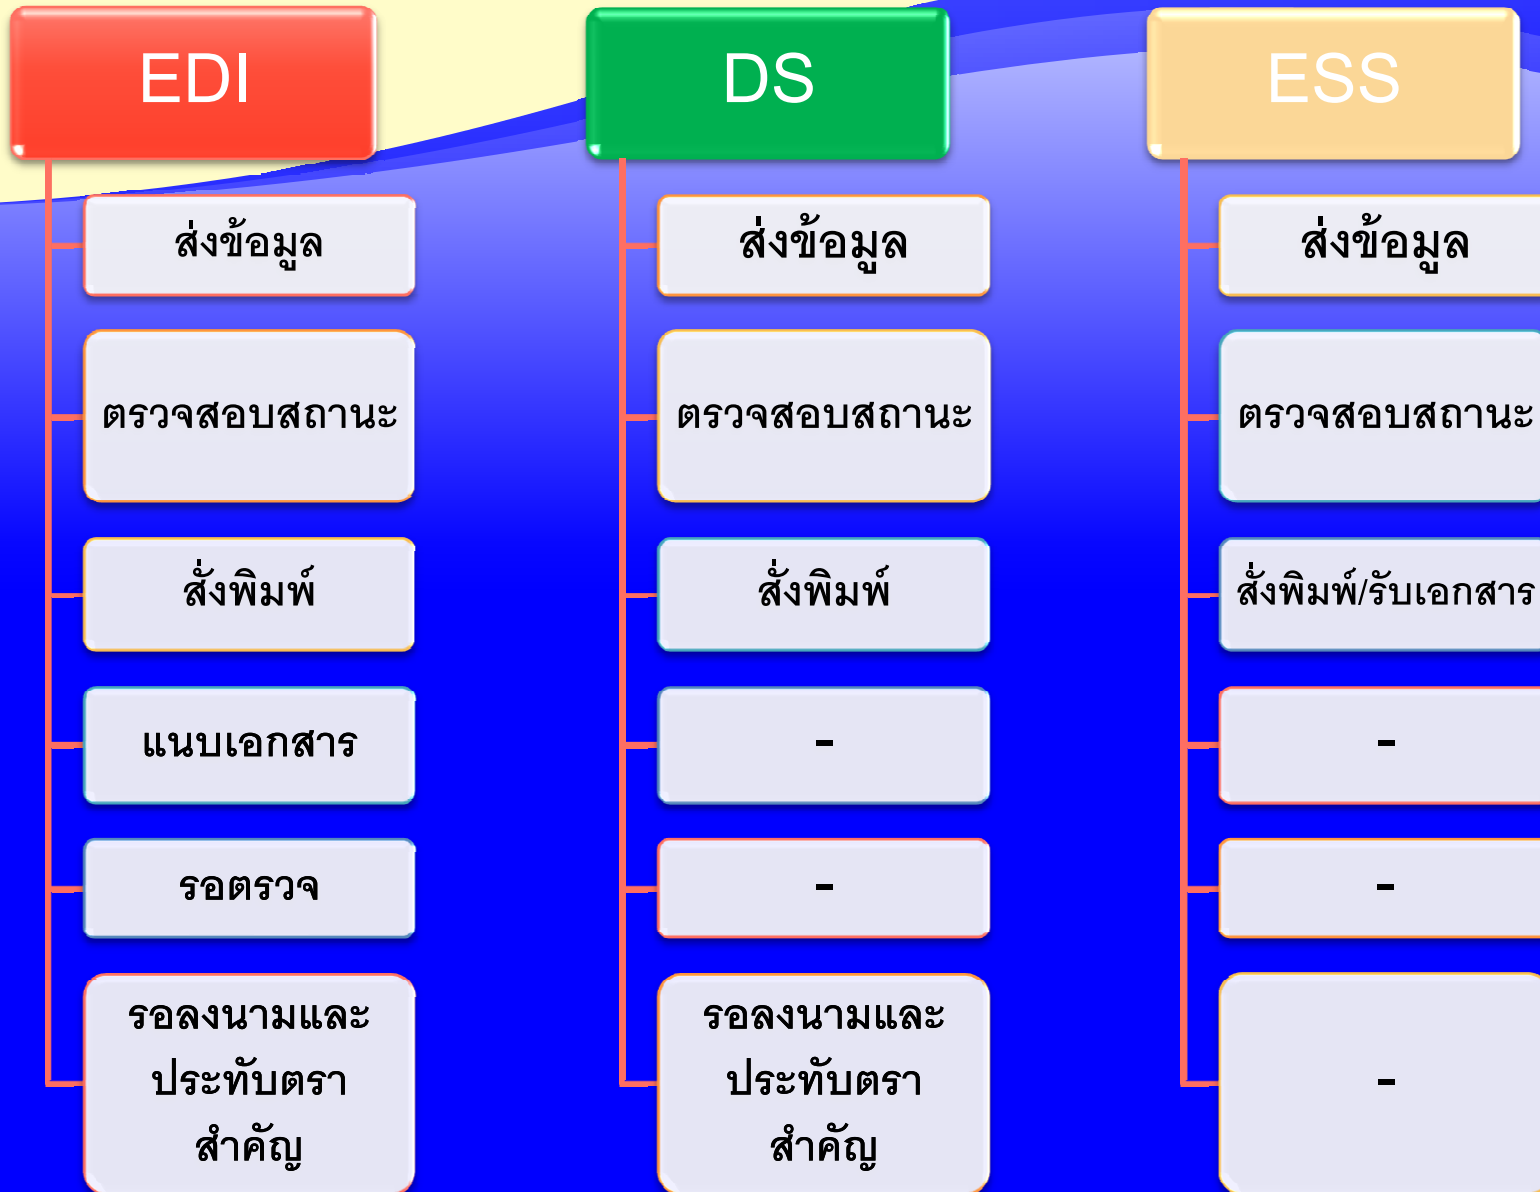 EDI
ส่งข้อมูล
ตรวจสอบสถานะ
สั่งพิมพ์
แนบเอกสาร
รอตรวจ
รอลงนามและ
ประทับตรา
สำคัญ
DS
ส่งข้อมูล
ตรวจสอบสถานะ
สั่งพิมพ์
-
-
รอลงนามและ
ประทับตรา
สำคัญ
ESS
ส่งข้อมูล
ตรวจสอบสถานะ
สั่งพิมพ์/รับเอกสาร
-
-
-